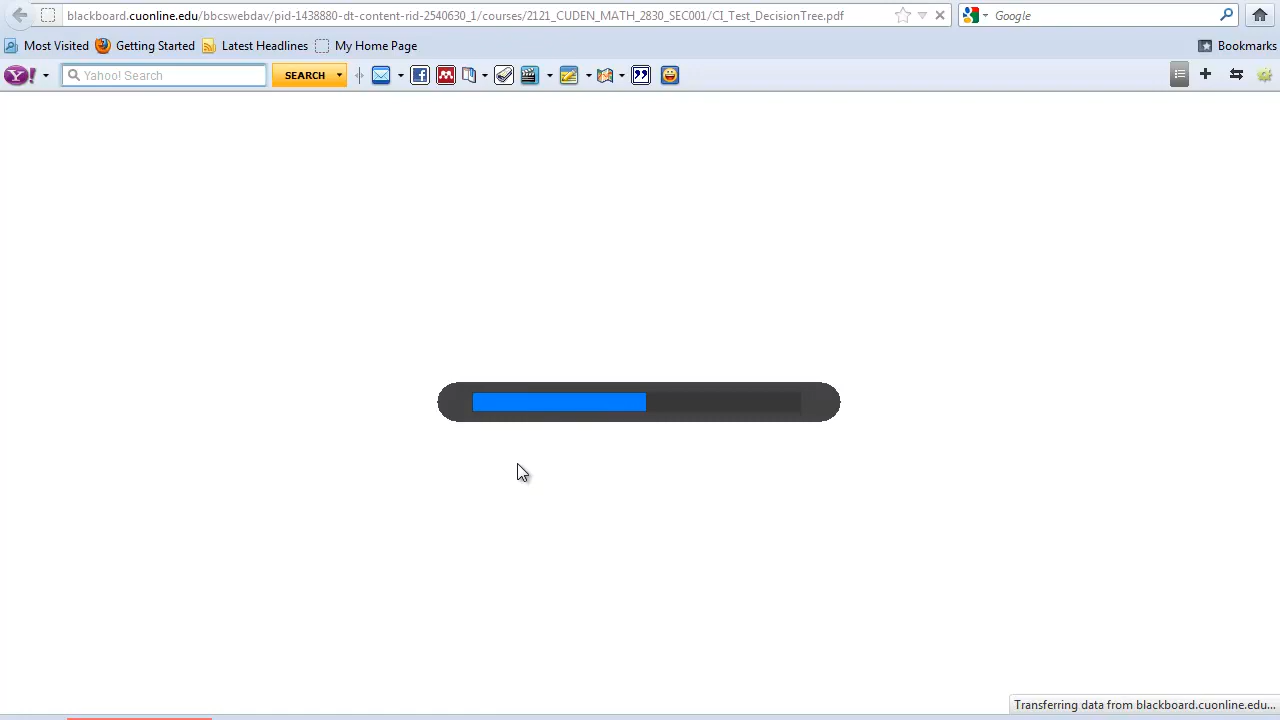 blackboard.cuonline.edu/bbcswebdav/pid-1438880-dt-content-rid-2540630_1/courses/2121_CUDEN_MATH_2830_SEC001/CI_Test_DecisionTree.pdf Google
Most Visited Getting Started Latest Headlines My Home Page Bookmarks
Y! Yahoo! Search SEARCH
Transferring data from blackboard.cuonline.edu...